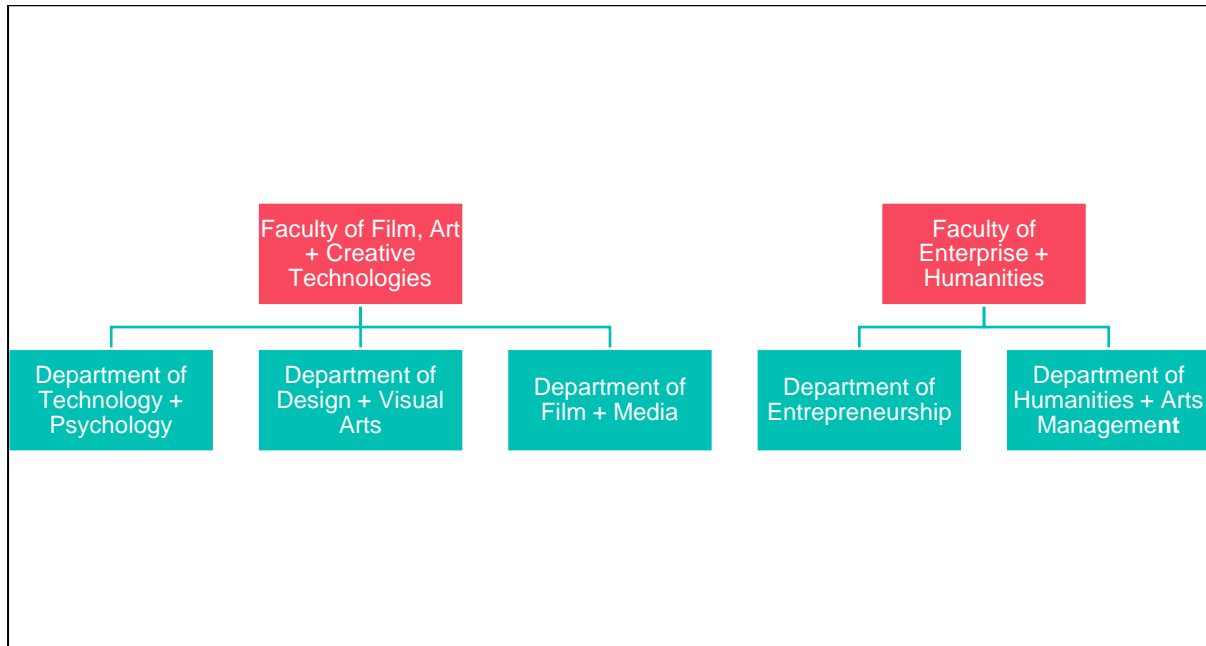 Faculty of Film, Art
+ Creative
Technologies
Faculty of
Enterprise +
Humanities
Department of
Technology +
Psychology
Department of
Design + Visual
Arts
Department of
Film + Media
Department of
Entrepreneurship
Department of
Humanities + Arts
Management